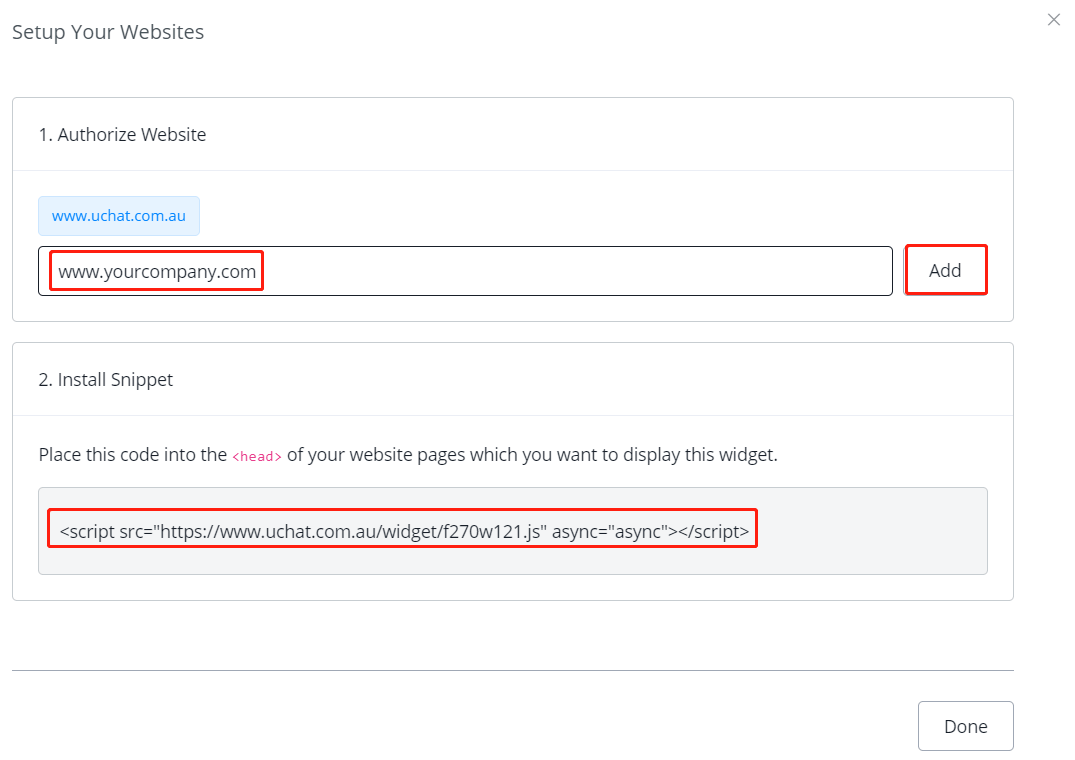 Setup Your Websites
1. Authorize Website
www.uchat.com.au
www.yourcompany.com
Add
2. Install Snippet
Place this code into the <head> of your website pages which you want to display this widget.
<script src="https://www.uchat.com.au/widget/f270w121.js" async="async"></script>
Done